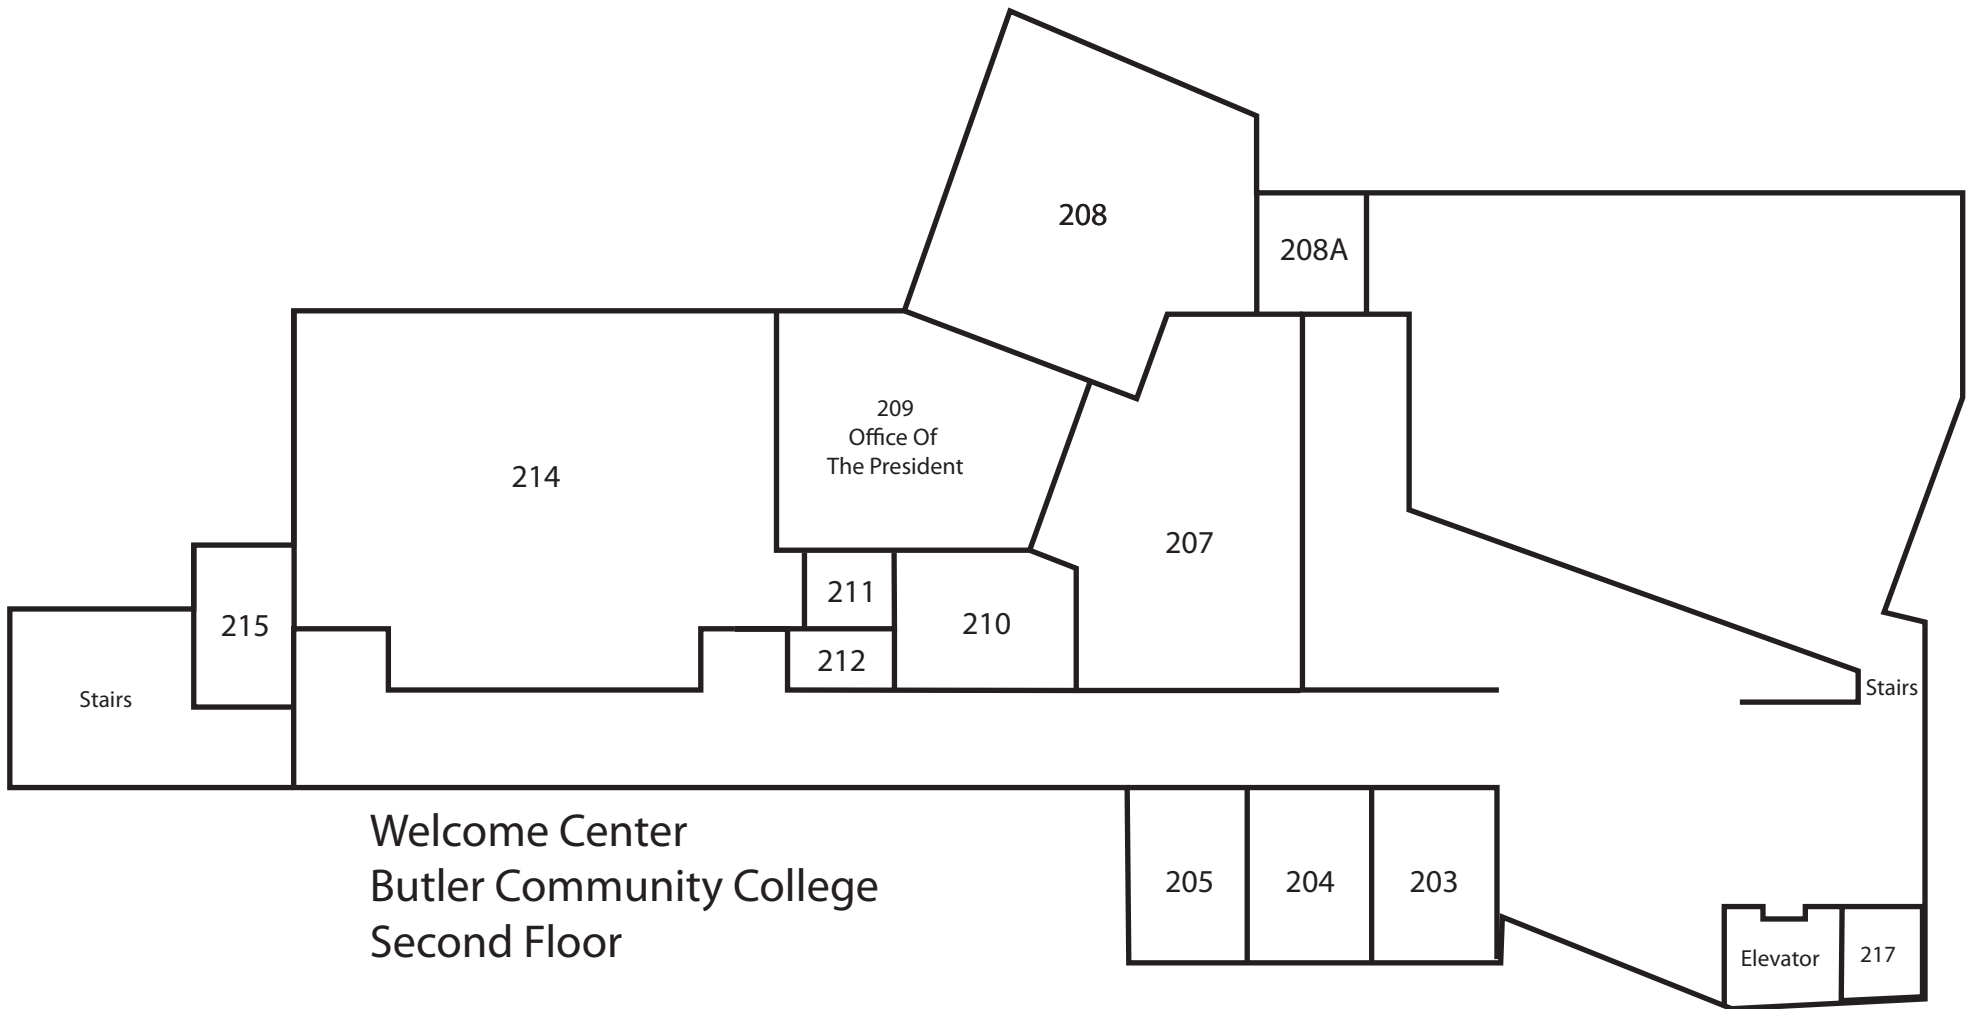 208
208A
209
Office Of
The President
214
207
211
210
215
212
Stairs
Stairs
Welcome Center
Butler Community College
Second Floor
205
204
203
Elevator
217